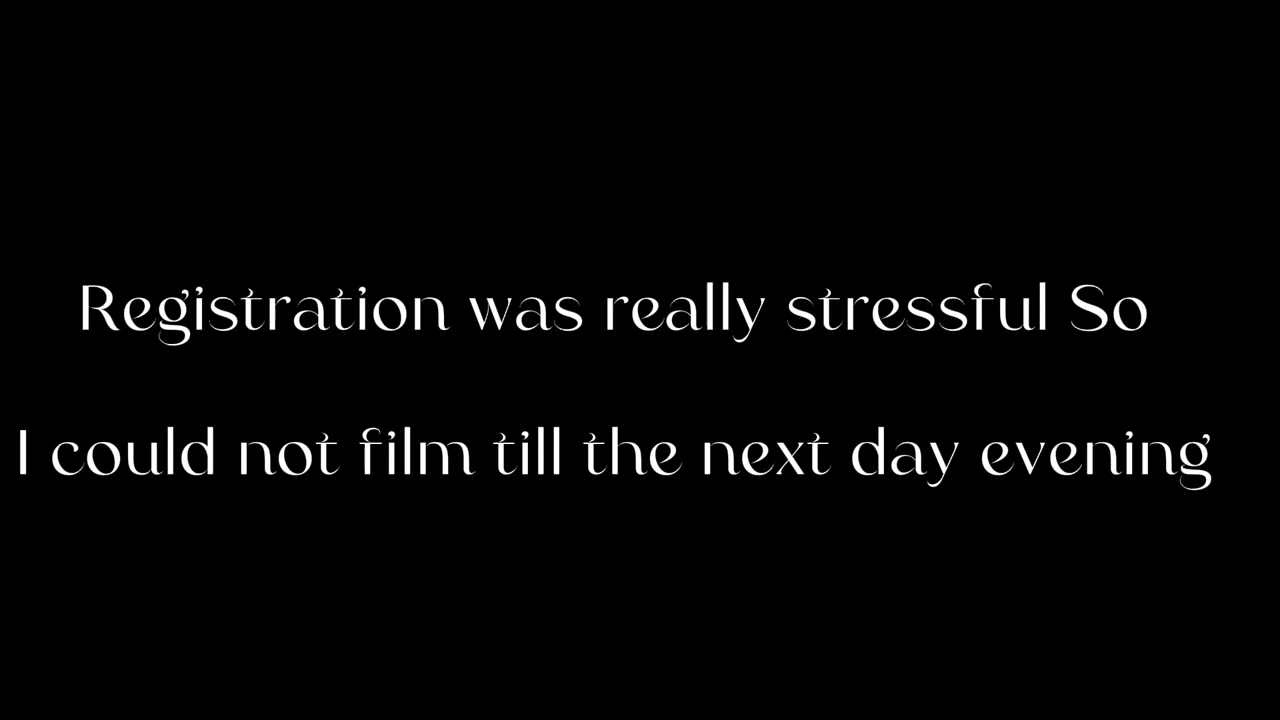 Registration was really stressful So
I could not film till the next day evening